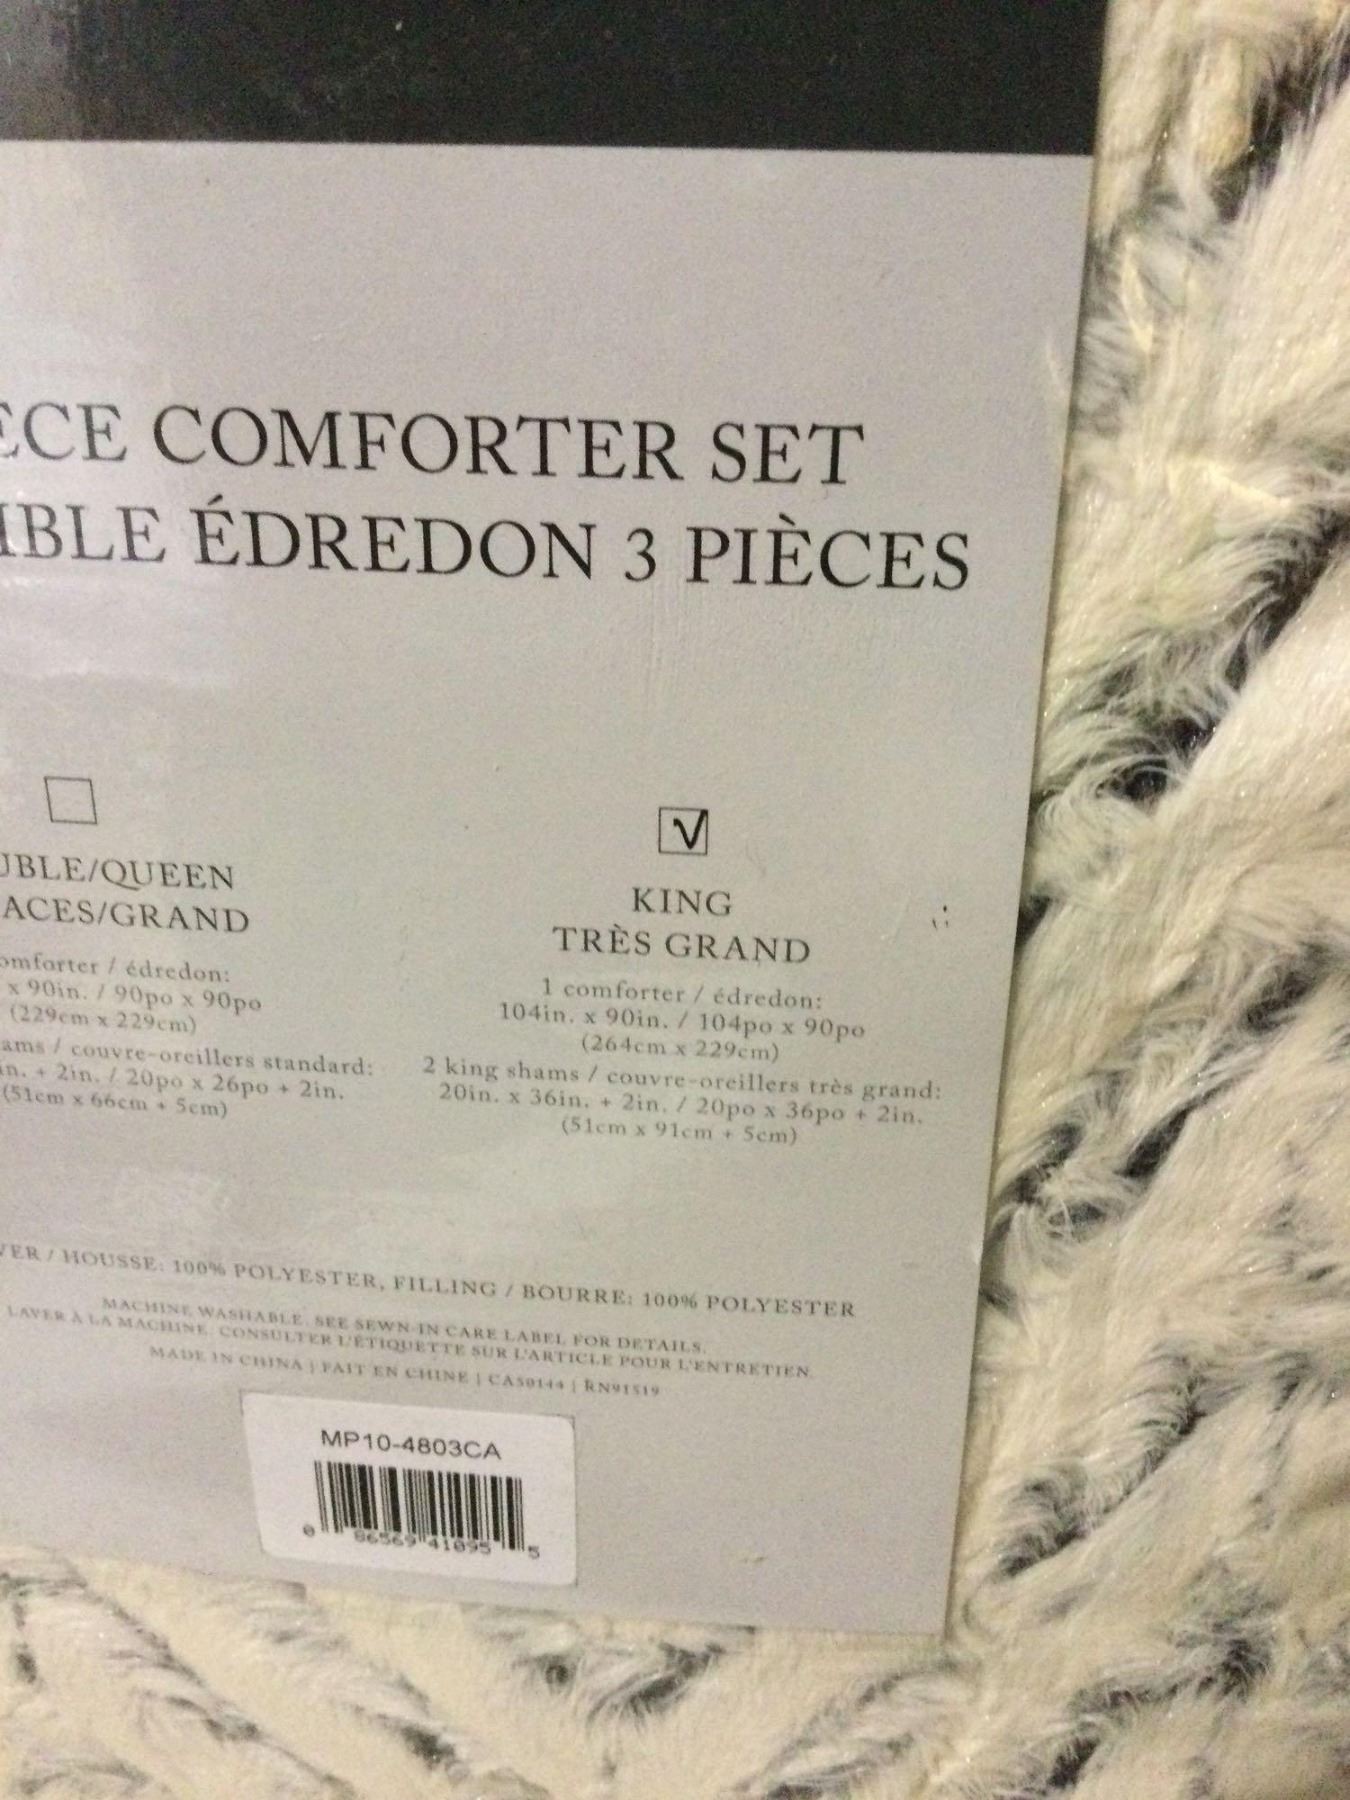 ECE COMFORTER SET
IBLE ÉDREDON 3 PIÈCES
UBLE/QUEEN
ACES/GRAND
omforter / édredon:
x 90in. / 90po x 90po
(229cm x 229cm)
ams / couvre-oreillers standard:
in. + 2in. / 20po x 26po + 2in.
(51cm x 66cm + 5cm)
KING
TRÈS GRAND
1 comforter / édredon:
104in. x 90in. / 104po x 90po
(264cm x 229cm)
2 king shams / couvre-oreillers très grand:
20in. x 36in. + 2in. / 20po x 36po + 2in.
(51cm x 91cm + 5cm)
VER / HOUSSE: 100% POLYESTER, FILLING / BOURRE: 100% POLYESTER
MACHINE WASHABLE. SEE SEWN-IN CARE LABEL FOR DETAILS.
LAVER À LA MACHINE. CONSULTER L'ÉTIQUETTE SUR L'ARTICLE POUR L'ENTRETIEN.
MADE IN CHINA | FAIT EN CHINE | CA50144 | RN91519
MP10-4803CA
0 86569 41095 5